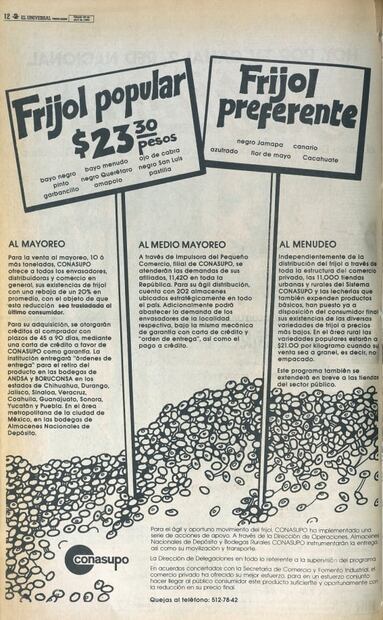 12 EL UNIVERSAL
Frijol popular
$23.30
pesos
bayo negro bayo menudo ojo de cabra
pinto negro Querétaro negro San Luis
garbancillo amapola pastilla
Frijol
preferente
negro Jamapa canario
azufrado flor de mayo Cacahuate
AL MAYOREO
Para la venta al mayoreo, 10 ó
más toneladas, CONASUPO
ofrece a todos los envasadores,
distribuidoras y comercio en
general, sus existencias de frijol
con una rebaja de un 20% en
promedio, con el objeto de que
esta reducción sea trasladada al
último consumidor.
Para su adquisición, se otorgarán
créditos al comprador con
plazos de 45 a 90 días, mediante
una carta de crédito a favor de
CONASUPO como garantía. La
institución entregará "órdenes de
entrega" para el retiro del
producto en las bodegas de
ANDSA y BORUCONSA en los
estados de Chihuahua, Durango,
Jalisco, Sinaloa, Veracruz,
Coahuila, Guanajuato, Sonora,
Yucatán y Puebla. En el área
metropolitana de la ciudad de
México, en las bodegas de
Almacenes Nacionales de
Depósito.
AL MEDIO MAYOREO
A través de Impulsora del Pequeño
Comercio, filial de CONASUPO, se
atenderán las demandas de sus
afiliadas, 11,420 en toda la
República. Para su ágil distribución,
cuenta con 202 almacenes
ubicados estratégicamente en todo
el país. Adicionalmente podrá
abastecer la demanda de los
envasadores de la localidad
respectiva, bajo la misma mecánica
de garantía con carta de crédito y
"orden de entrega", así como el
pago a crédito.
AL MENUDEO
Independientemente de la
distribución del frijol a través de
toda la estructura del comercio
privado, las 11,000 tiendas
urbanas y rurales del Sistema
CONASUPO y las lecherías que
también expenden productos
básicos, han puesto ya a
disposición del consumidor final
sus existencias de las diversas
variedades de frijol a precios
más bajos. En el área rural las
variedades populares estarán a
$21.00 por kilogramo cuando su
venta sea a granel, es decir, no
empacado.
Este programa también se
extenderá en breve a las tiendas
del sector público.
Para el ágil y oportuno movimiento del frijol, CONASUPO ha implementado una
serie de acciones de apoyo. A través de la Dirección de Operaciones, Almacenes
Nacionales de Depósito y Bodegas Rurales CONASUPO instrumentarán la entrega
así como su movilización y transporte.
La Dirección de Delegaciones en todo lo referente a la supervisión del programa.
En acuerdos concertados con la Secretaría de Comercio y Fomento Industrial, el
comercio privado ha ofrecido su mejor esfuerzo, para en un esfuerzo conjunto
hacer llegar al público consumidor este producto suficiente y oportunamente con
la reducción en su precio final.
Quejas al teléfono: 512-78-42
conasupo